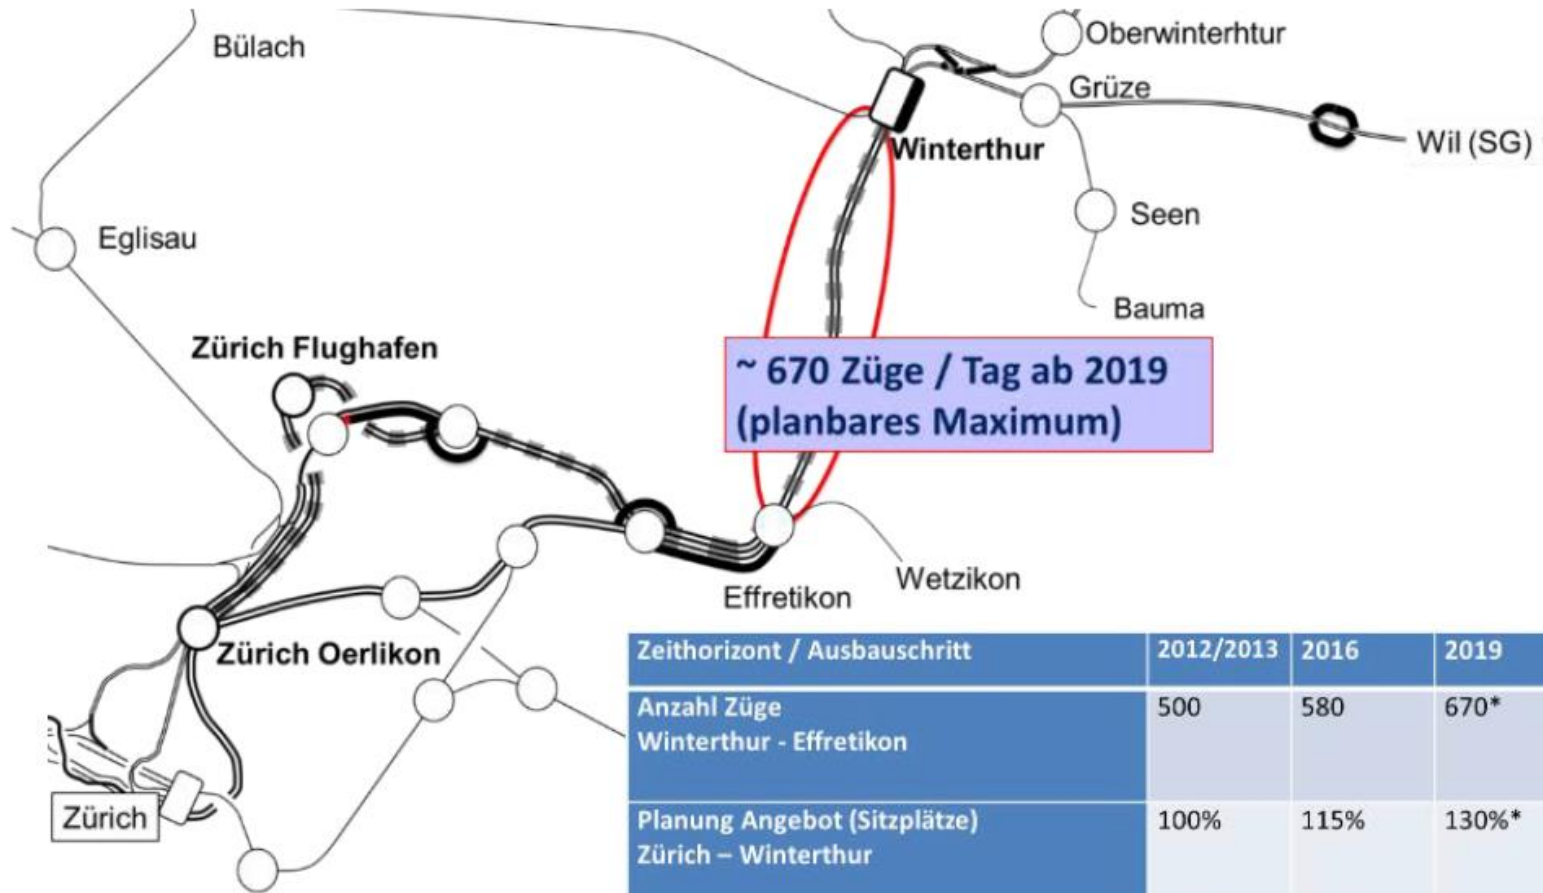 Bülach
Oberwinterhtur
Grüze
Winterthur
Wil (SG)
Eglisau
Seen
Bauma
Zürich Flughafen
~ 670 Züge / Tag ab 2019
(planbares Maximum)
Wetzikon
Effretikon
Zürich Oerlikon
Zürich
Zeithorizont / Ausbauschritt 2012/2013 2016 2019
Anzahl Züge 500 580 670*
Winterthur - Effretikon
Planung Angebot (Sitzplätze) 100% 115% 130%*
Zürich – Winterthur